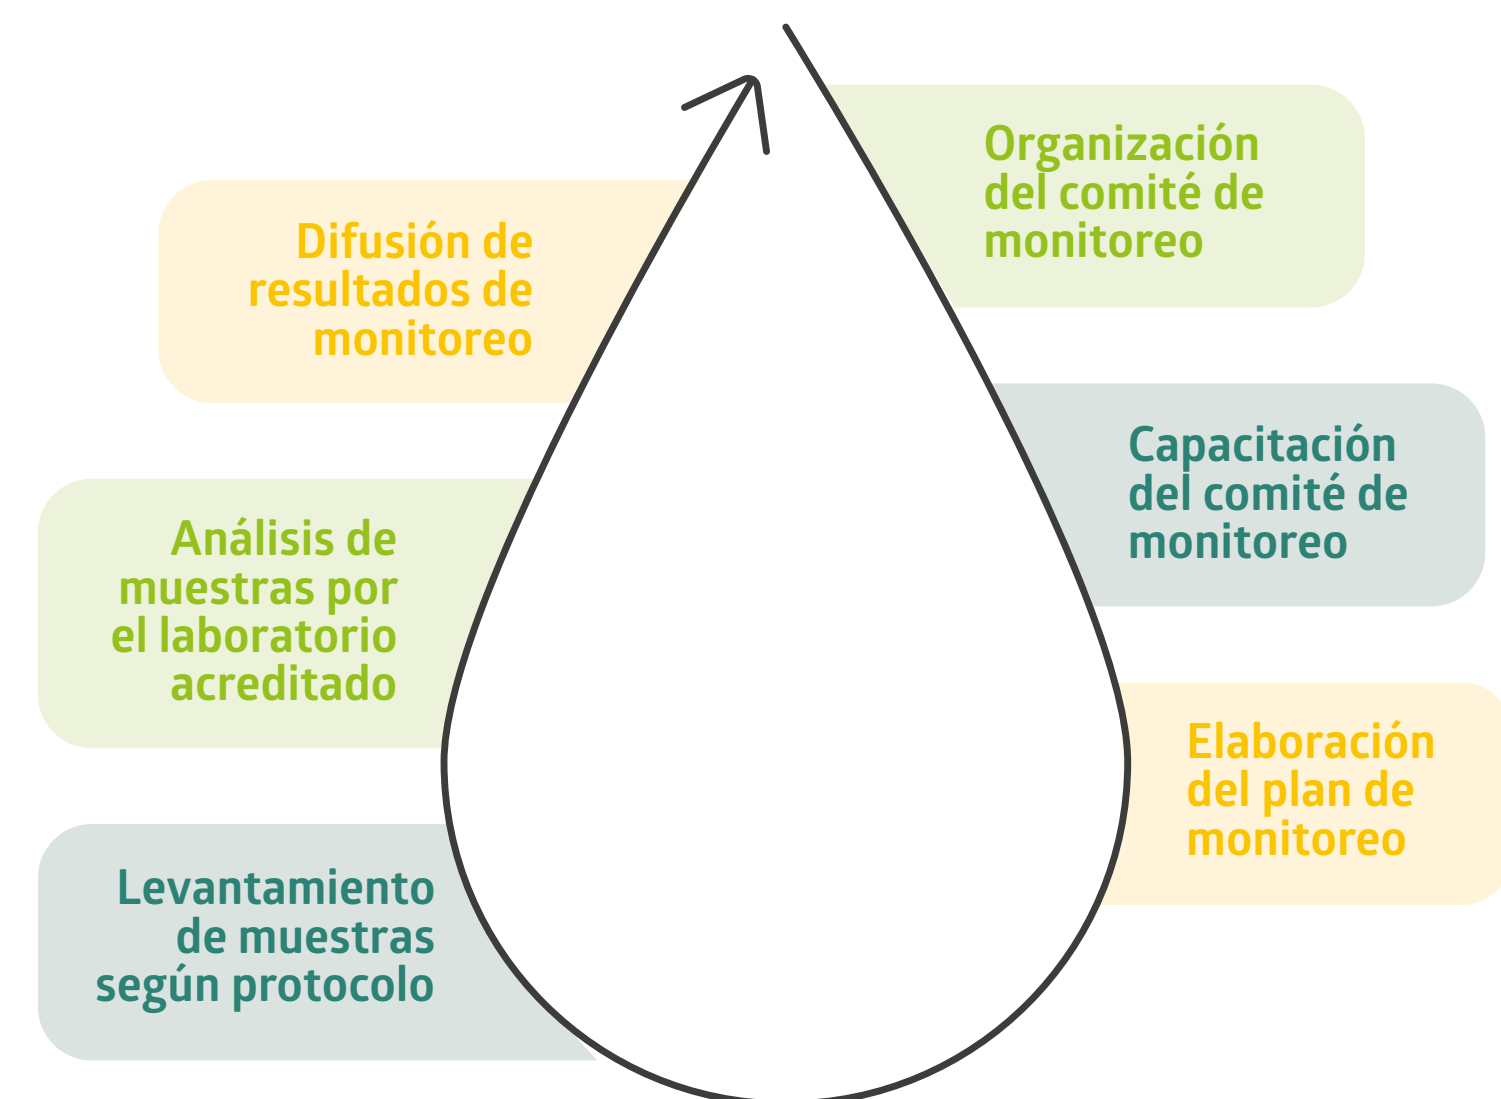 Organización
del comité de
monitoreo
Capacitación
del comité de
monitoreo
Elaboración
del plan de
monitoreo
Levantamiento
de muestras
según protocolo
Análisis de
muestras por
el laboratorio
acreditado
Difusión de
resultados de
monitoreo